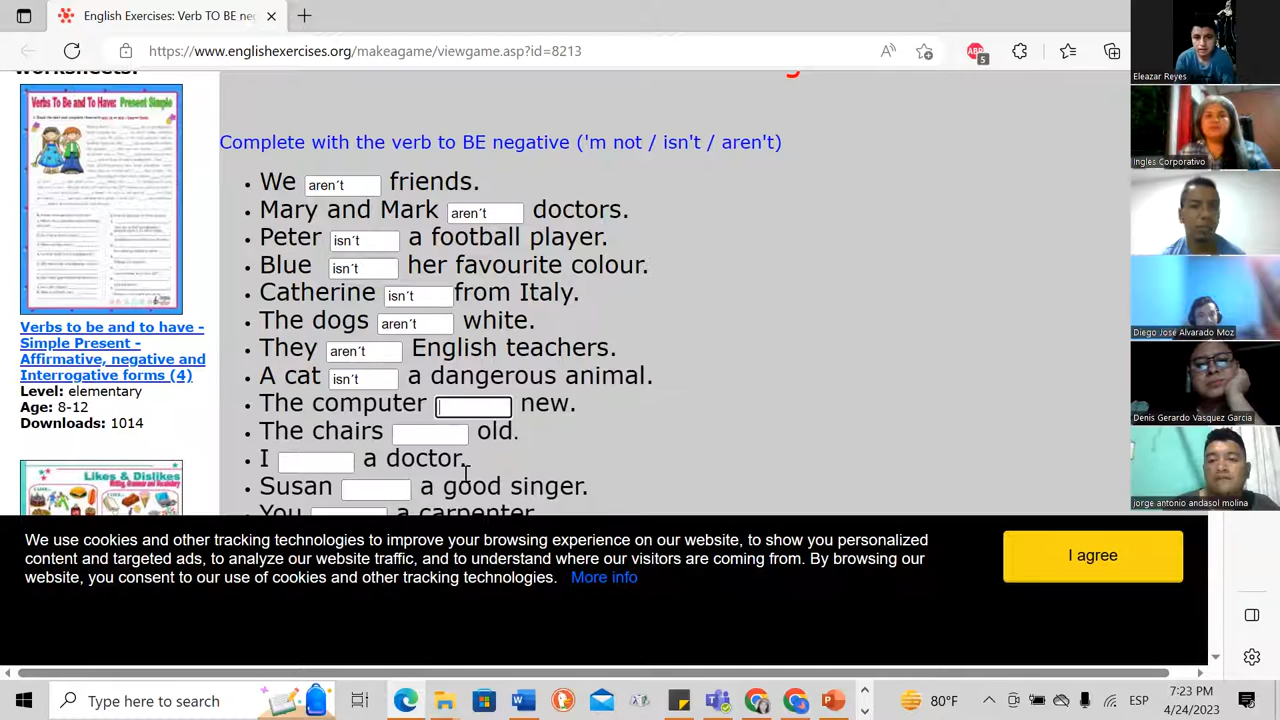 English Exercises: Verb TO BE ne
https://www.englishexercises.org/makeagame/viewgame.asp?id=8213
worksheets:
Verbs To Be and To Have: Present Simple
Verbs to be and to have -
Simple Present -
Affirmative, negative and
Interrogative forms (4)
Level: elementary
Age: 8-12
Downloads: 1014
Likes & Dislikes
Complete with the verb to BE negative ('m not / isn't / aren't)
We aren't friends.
Mary and Mark aren't doctors.
Peter isn't a football player.
Blue isn't her favourite colour.
Catherine isn't from Italy.
The dogs aren´t white.
They aren´t English teachers.
A cat isn´t a dangerous animal.
The computer new.
The chairs old.
I a doctor.
Susan a good singer.
You a
We use cookies and other tracking technologies to improve your browsing experience on our website, to show you personalized
content and targeted ads, to analyze our website traffic, and to understand where our visitors are coming from. By browsing our
website, you consent to our use of cookies and other tracking technologies. More info
I agree
Eleazar Reyes
Ingles Corporativo
Diego José Alvarado Moz
Denis Gerardo Vasquez Garcia
jorge antonio andasol molina
Type here to search
80°F
ESP
7:23 PM
4/24/2023